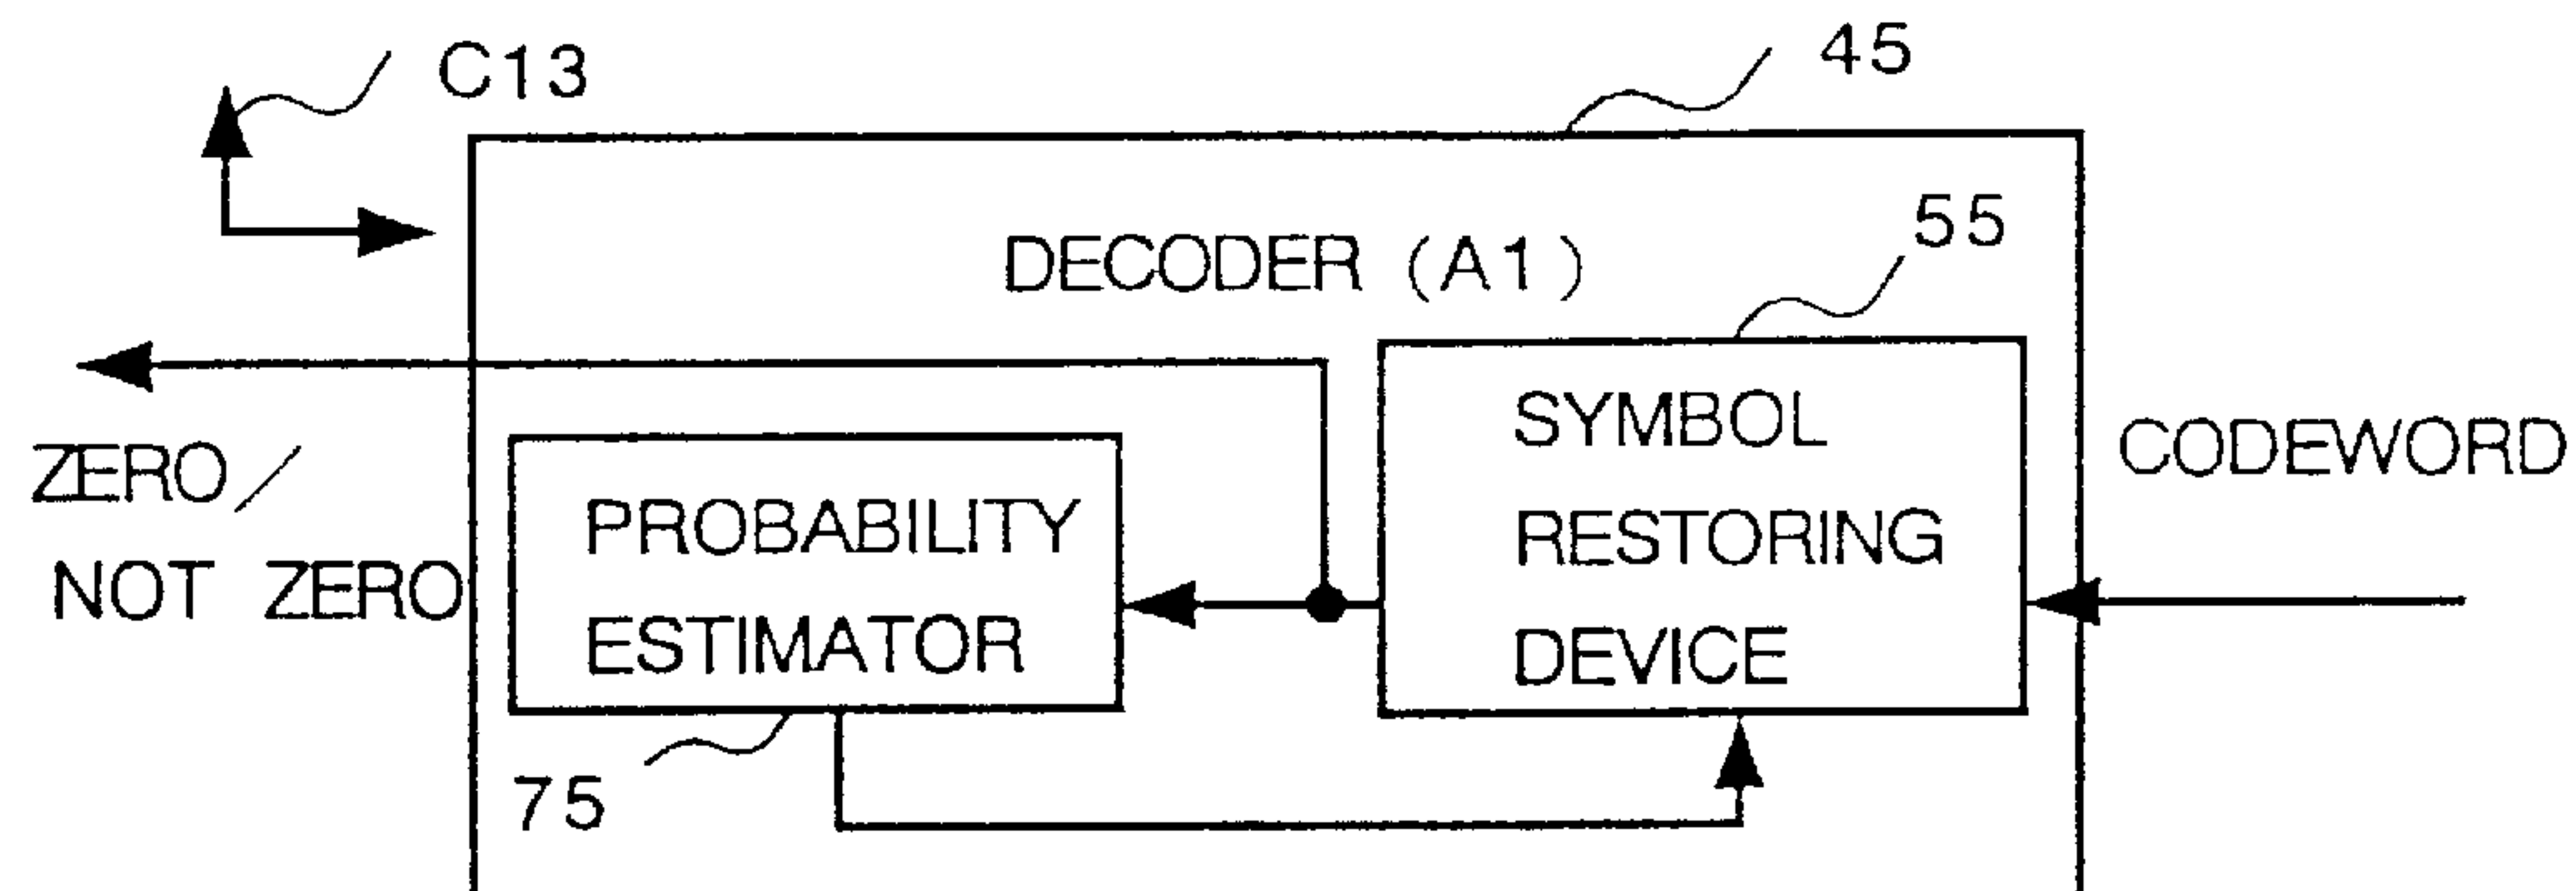 C13
45
DECODER (A1)
55
ZERO/
NOT ZERO
PROBABILITY
ESTIMATOR
SYMBOL
RESTORING
DEVICE
CODEWORD
75